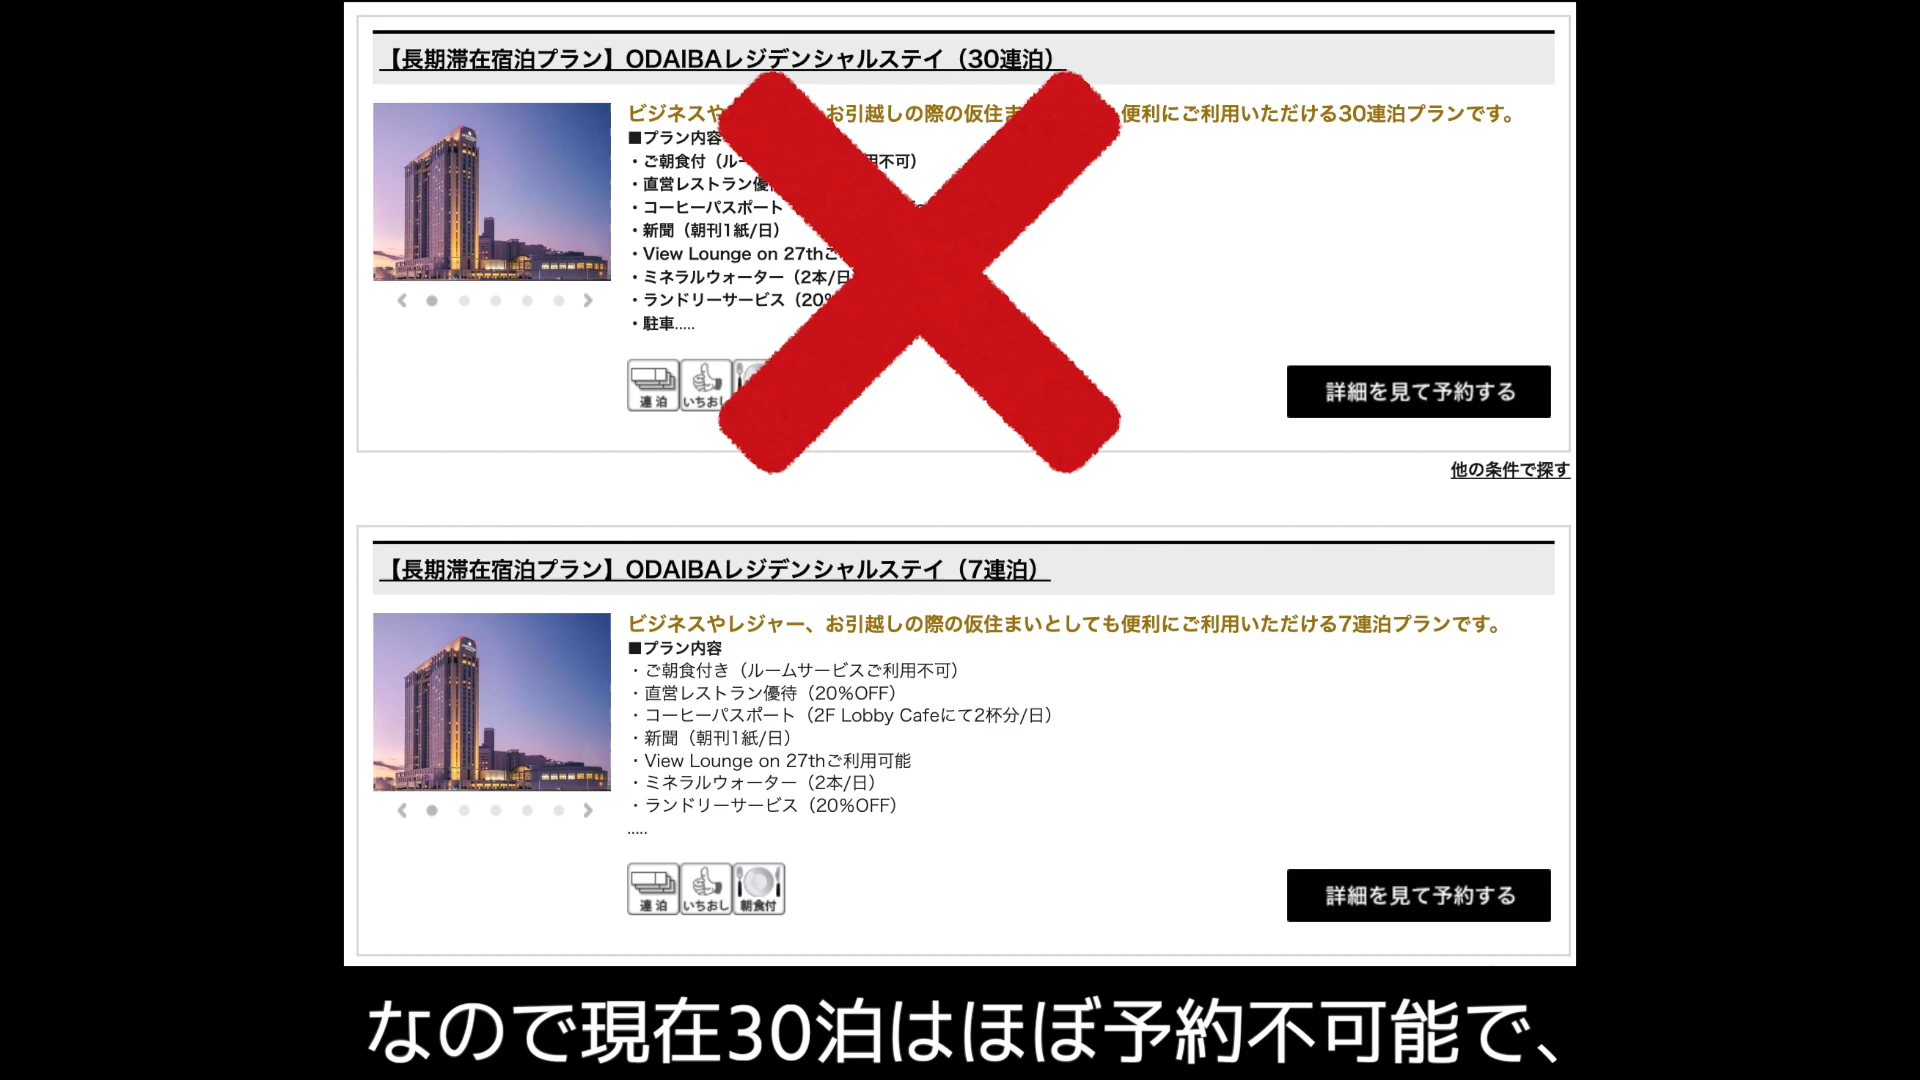 【長期滞在宿泊プラン】ODAIBAレジデンシャルステイ（30連泊）
ビジネスや お引越しの際の仮住ま 便利にご利用いただける30連泊プランです。
■プラン内容
・ご朝食付（ル 用不可）
・直営レストラン優
・コーヒーパスポート
・新聞（朝刊1紙/日）
・View Lounge on 27thご
・ミネラルウォーター（2本/日
・ランドリーサービス（20%
・駐車.....
連泊 いちおし
詳細を見て予約する
他の条件で探す
【長期滞在宿泊プラン】ODAIBAレジデンシャルステイ（7連泊）
ビジネスやレジャー、お引越しの際の仮住まいとしても便利にご利用いただける7連泊プランです。
■プラン内容
・ご朝食付き（ルームサービスご利用不可）
・直営レストラン優待（20%OFF）
・コーヒーパスポート（2F Lobby Cafeにて2杯分/日）
・新聞（朝刊1紙/日）
・View Lounge on 27thご利用可能
・ミネラルウォーター（2本/日）
・ランドリーサービス（20%OFF）
.....
連泊 いちおし 朝食付
詳細を見て予約する
なので現在30泊はほぼ予約不可能で、